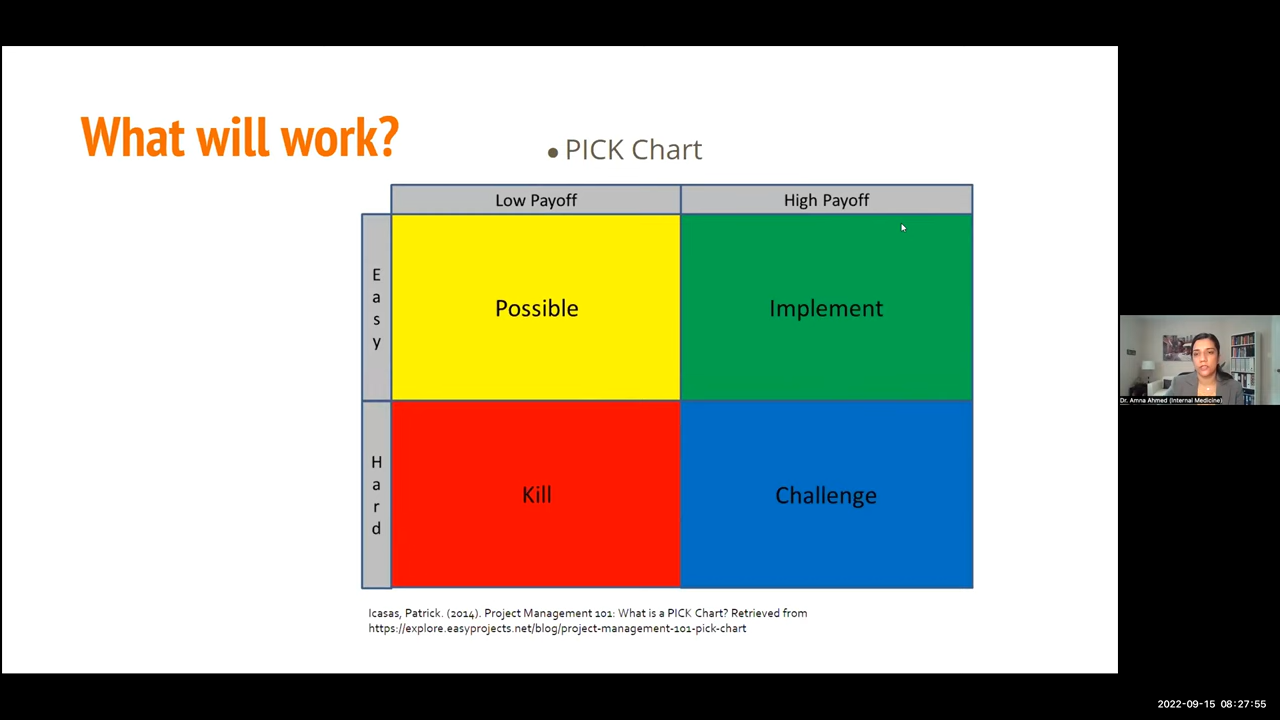 What will work?
• PICK Chart
Low Payoff
High Payoff
Easy
Possible
Implement
Hard
Kill
Challenge
Icasas, Patrick. (2014). Project Management 101: What is a PICK Chart? Retrieved from
https://explore.easyprojects.net/blog/project-management-101-pick-chart
Dr. Amna Ahmed (Internal Medicine)
2022-09-15 08:27:55